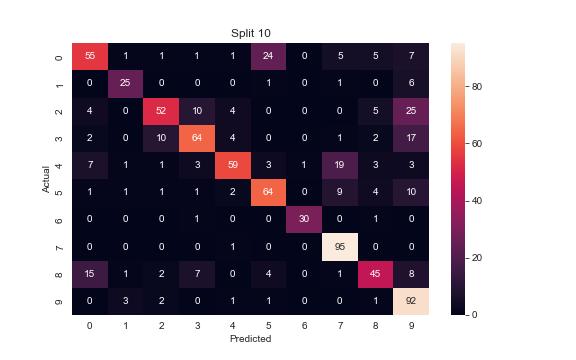 Split 10
0 55 1 1 1 1 24 0 5 5 7
1 0 25 0 0 0 1 0 1 0 6
2 4 0 52 10 4 0 0 0 5 25
3 2 0 10 64 4 0 0 1 2 17
4 7 1 1 3 59 3 1 19 3 3
5 1 1 1 1 2 64 0 9 4 10
6 0 0 0 1 0 0 30 0 1 0
7 0 0 0 0 1 0 0 95 0 0
8 15 1 2 7 0 4 0 1 45 8
9 0 3 2 0 1 1 0 0 1 92
0 1 2 3 4 5 6 7 8 9
Predicted
Actual
80
60
40
20
0